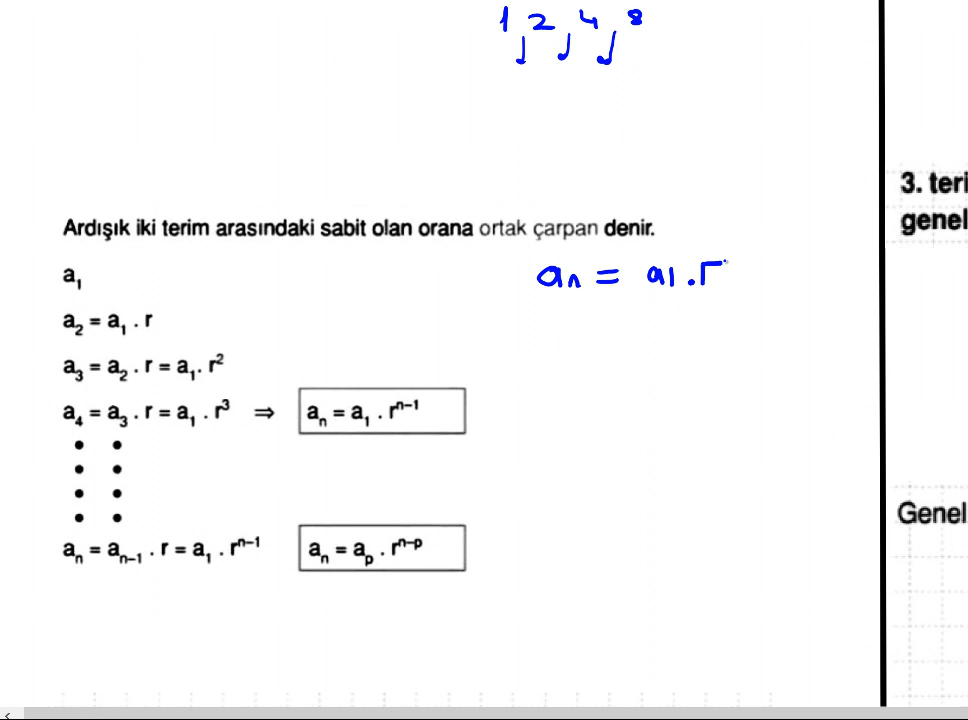 1 2 4 8
Ardışık iki terim arasındaki sabit olan orana ortak çarpan denir.
a₁
aₙ = a₁ . r
a₂ = a₁ . r
a₃ = a₂ . r = a₁ . r²
a₄ = a₃ . r = a₁ . r³ ⇒ aₙ = a₁ . rⁿ⁻¹
aₙ = aₙ₋₁ . r = a₁ . rⁿ⁻¹
aₙ = aₚ . rⁿ⁻ᵖ
3. teri
genel
Genel